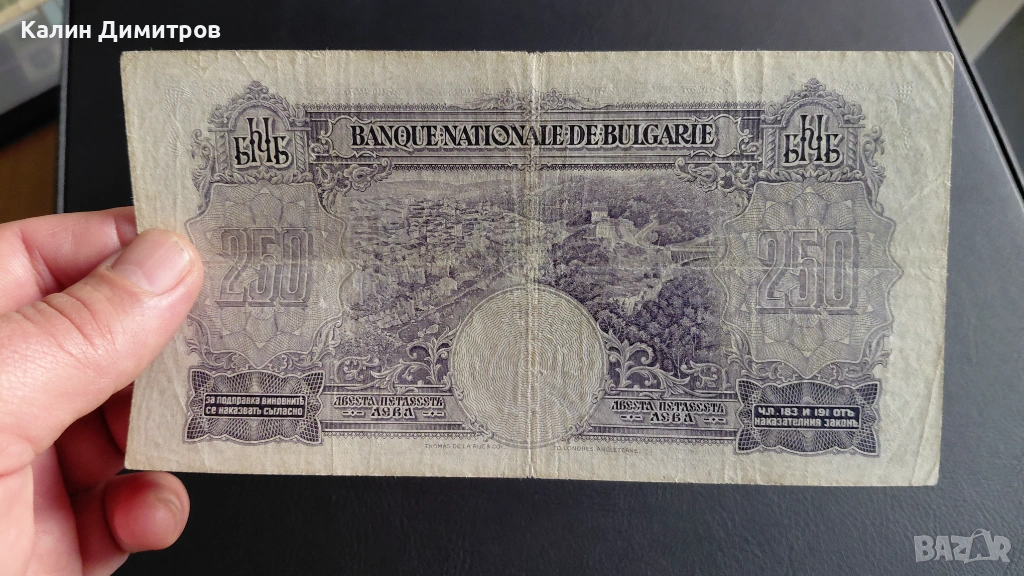 Калин Димитров
БНБ
BANQUE·NATIONALE·DE·BULGARIE
БНБ
250
250
ЗА ПОДПРАВКА ВИНОВНИТѢ
СЕ НАКАЗВАТЪ СЪГЛАСНО
ДВЕСТА ПЕТДЕСЕТЬ
ЛЕВА
ДВЕСТА ПЕТДЕСЕТЬ
ЛЕВА
ЧЛ. 183 И 191 ОТЪ
НАКАЗАТЕЛНИЯ ЗАКОНЪ
THOMAS DE LA RUE & CO. LONDRES ANGLETERRE
BAZAR